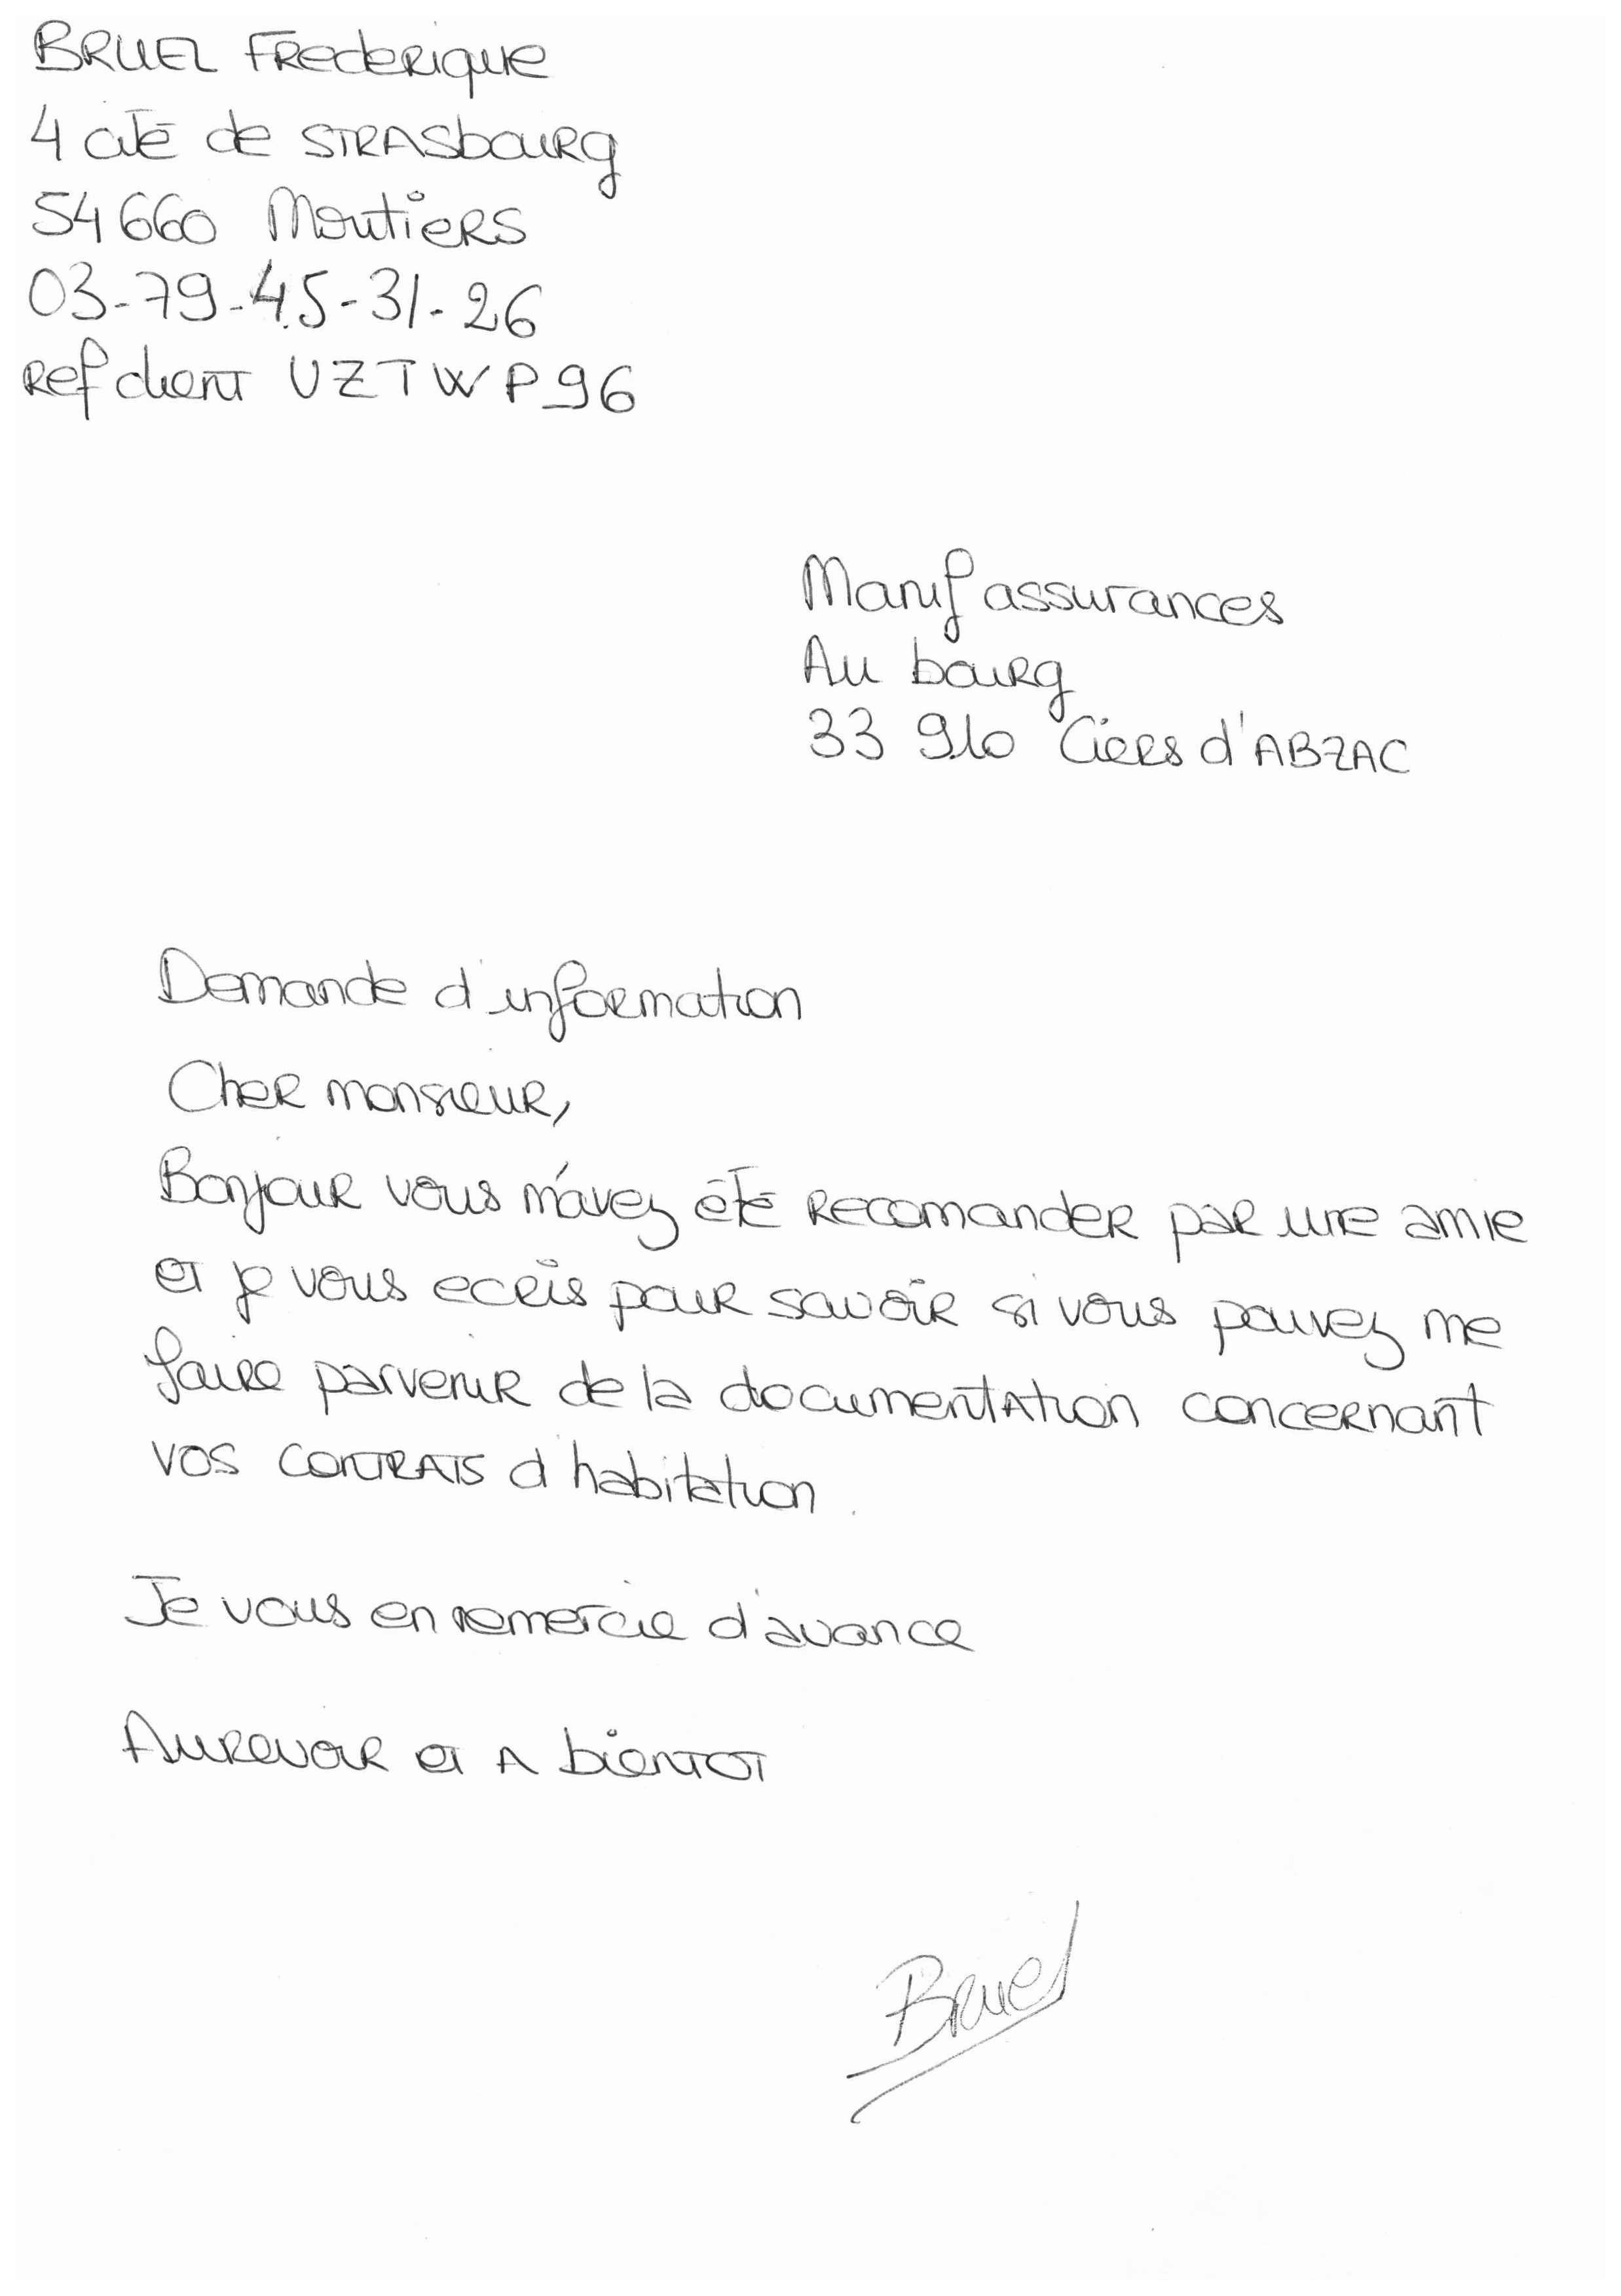 BRUEL Frederique
4 cité de STRASbourg
54660 Moutiers
03-79-45-31-26
Ref client UZTWP96
Manif assurances
Au bourg
33 910 Ciers d'ABZAC
Demande d'information
Cher monsieur,
Bonjour vous m'avez été recomander par une amie
et je vous ecris pour savoir si vous pouvez me
faire parvenir de la documentation concernant
vos contrats d'habitation.
Je vous en remercie d'avance
Aurevoir et A bientot
Bruel